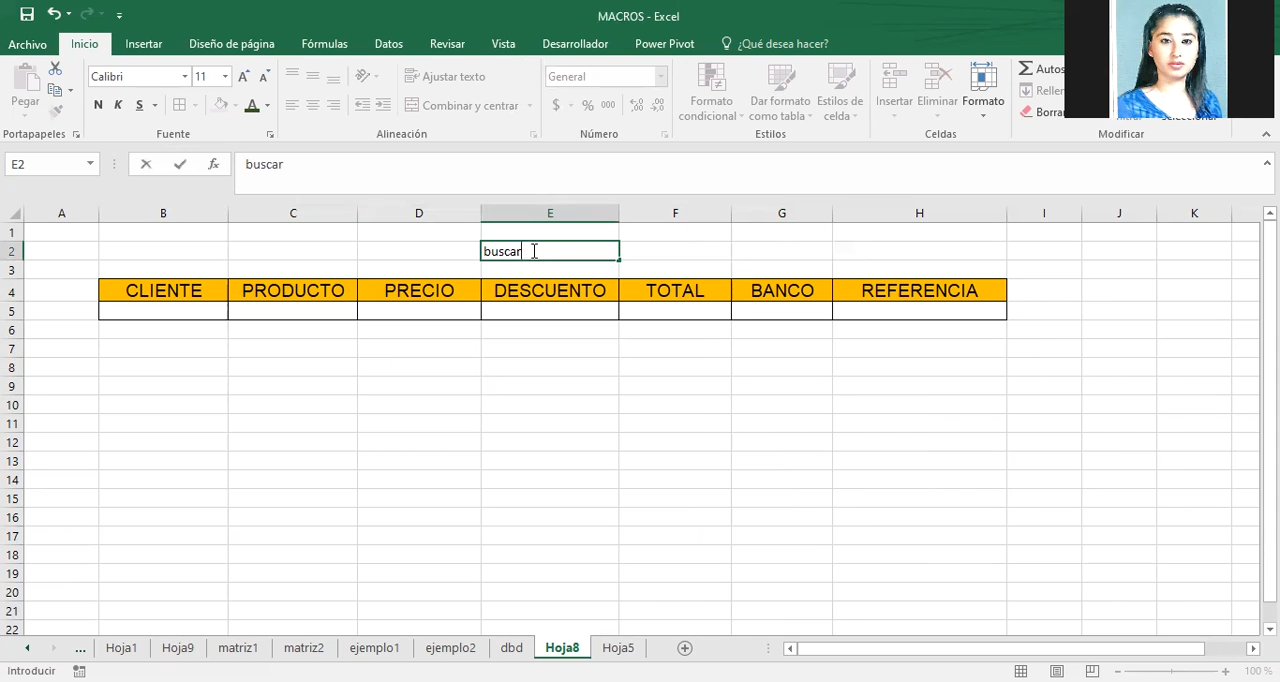 MACROS - Excel
Archivo Inicio Insertar Diseño de página Fórmulas Datos Revisar Vista Desarrollador Power Pivot ¿Qué desea hacer?
Pegar
Portapapeles
Calibri 11
N K S
Fuente
Ajustar texto
Combinar y centrar
Alineación
General
$ % 000
Número
Formato condicional
Dar formato como tabla
Estilos de celda
Estilos
Insertar Eliminar Formato
Celdas
Autos
Rellen
Borra
Modificar
E2 fx buscar
A B C D E F G H I J K
1
2 buscar
3
4 CLIENTE PRODUCTO PRECIO DESCUENTO TOTAL BANCO REFERENCIA
5
6
7
8
9
10
11
12
13
14
15
16
17
18
19
20
21
22
... Hoja1 Hoja9 matriz1 matriz2 ejemplo1 ejemplo2 dbd Hoja8 Hoja5
Introducir 100 %